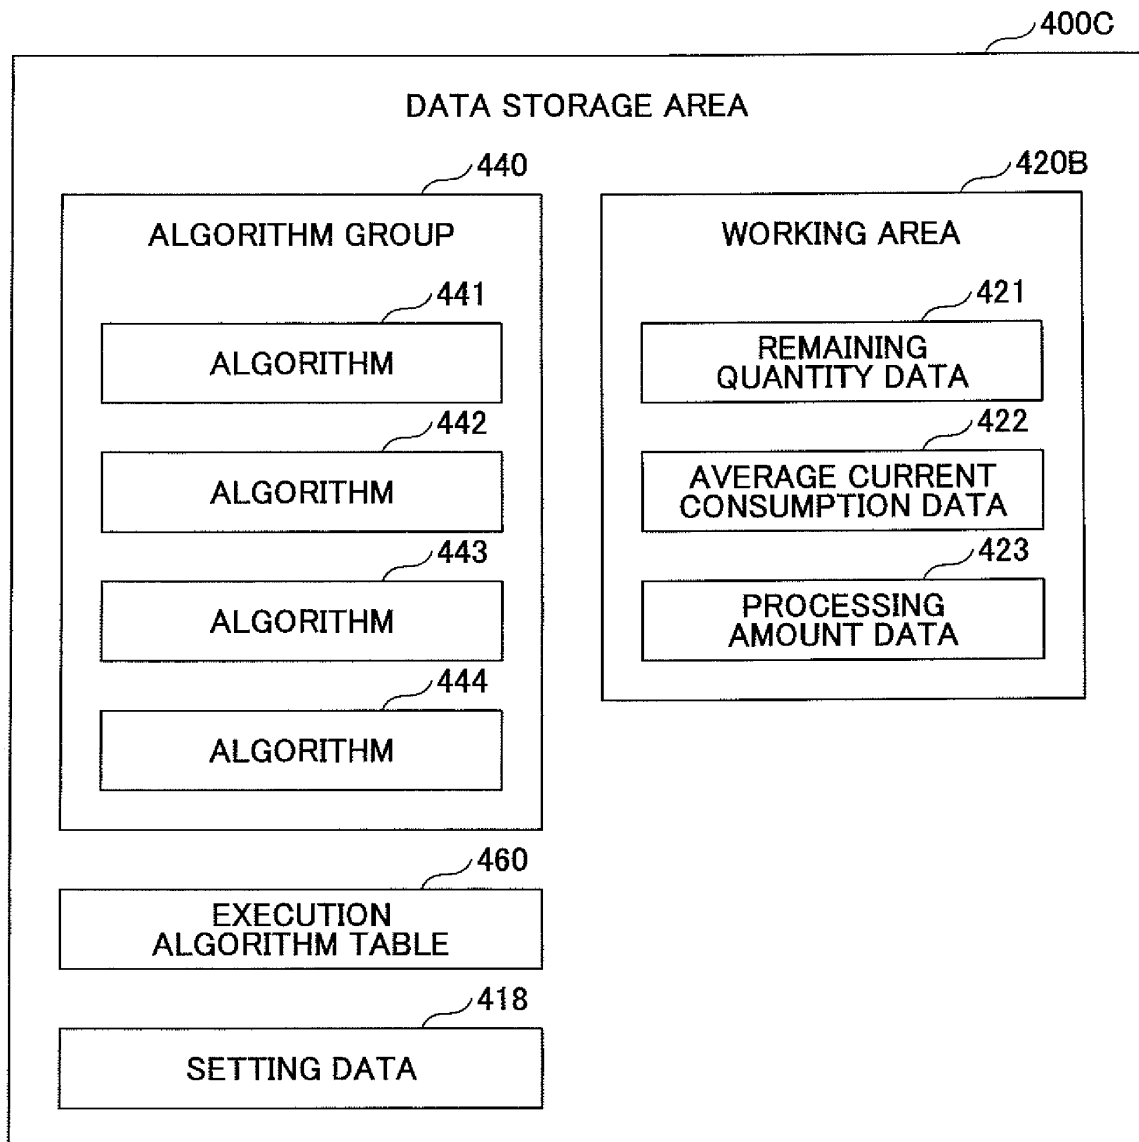 400C
DATA STORAGE AREA
440
ALGORITHM GROUP
441
ALGORITHM
442
ALGORITHM
443
ALGORITHM
444
ALGORITHM
420B
WORKING AREA
421
REMAINING
QUANTITY DATA
422
AVERAGE CURRENT
CONSUMPTION DATA
423
PROCESSING
AMOUNT DATA
460
EXECUTION
ALGORITHM TABLE
418
SETTING DATA